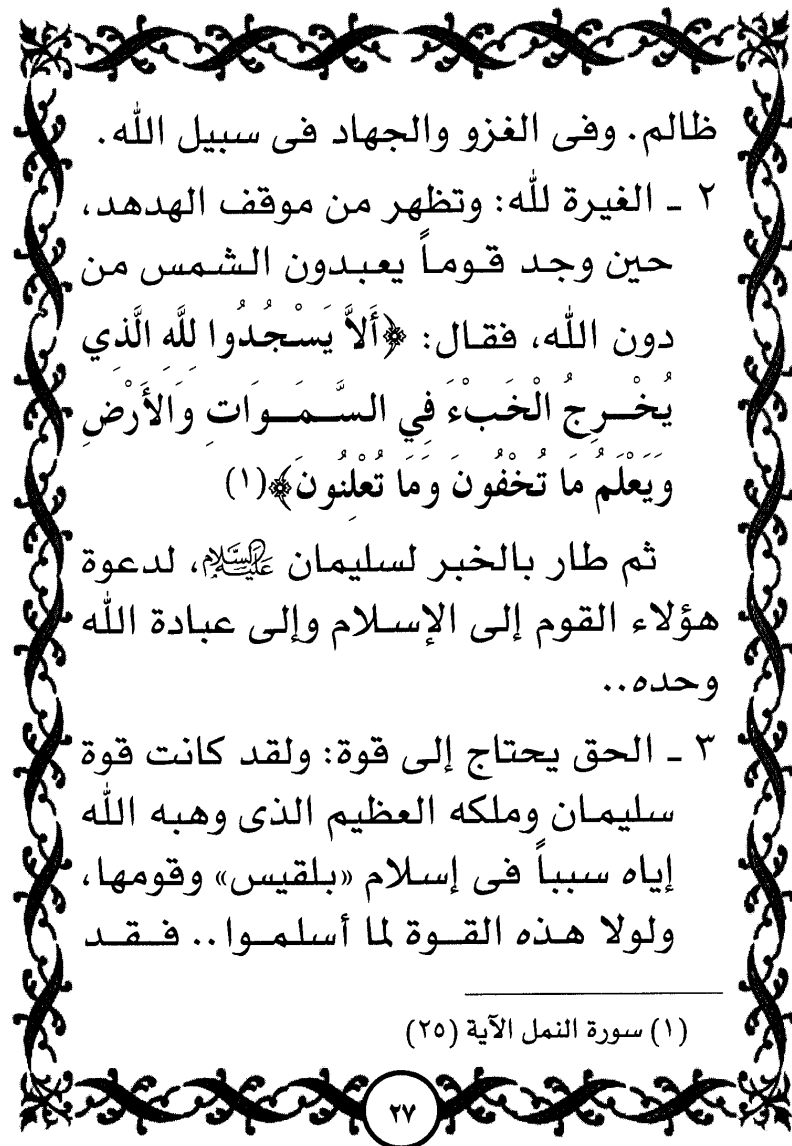 ظالم. وفى الغزو والجهاد فى سبيل الله.
٢ ـ الغيرة لله: وتظهر من موقف الهدهد،
حين وجد قوماً يعبدون الشمس من
دون الله، فقال: ﴿أَلاَّ يَسْجُدُوا لِلَّهِ الَّذِي
يُخْرِجُ الْخَبْءَ فِي السَّمَوَاتِ وَالأَرْضِ
وَيَعْلَمُ مَا تُخْفُونَ وَمَا تُعْلِنُونَ﴾(١)
ثم طار بالخبر لسليمان عَلَيْهِ السَّلَام، لدعوة
هؤلاء القوم إلى الإسلام وإلى عبادة الله
وحده..
٣ ـ الحق يحتاج إلى قوة: ولقد كانت قوة
سليمان وملكه العظيم الذى وهبه الله
إياه سبباً فى إسلام «بلقيس» وقومها،
ولولا هذه القوة لما أسلموا.. فقد
(١) سورة النمل الآية (٢٥)
٢٧